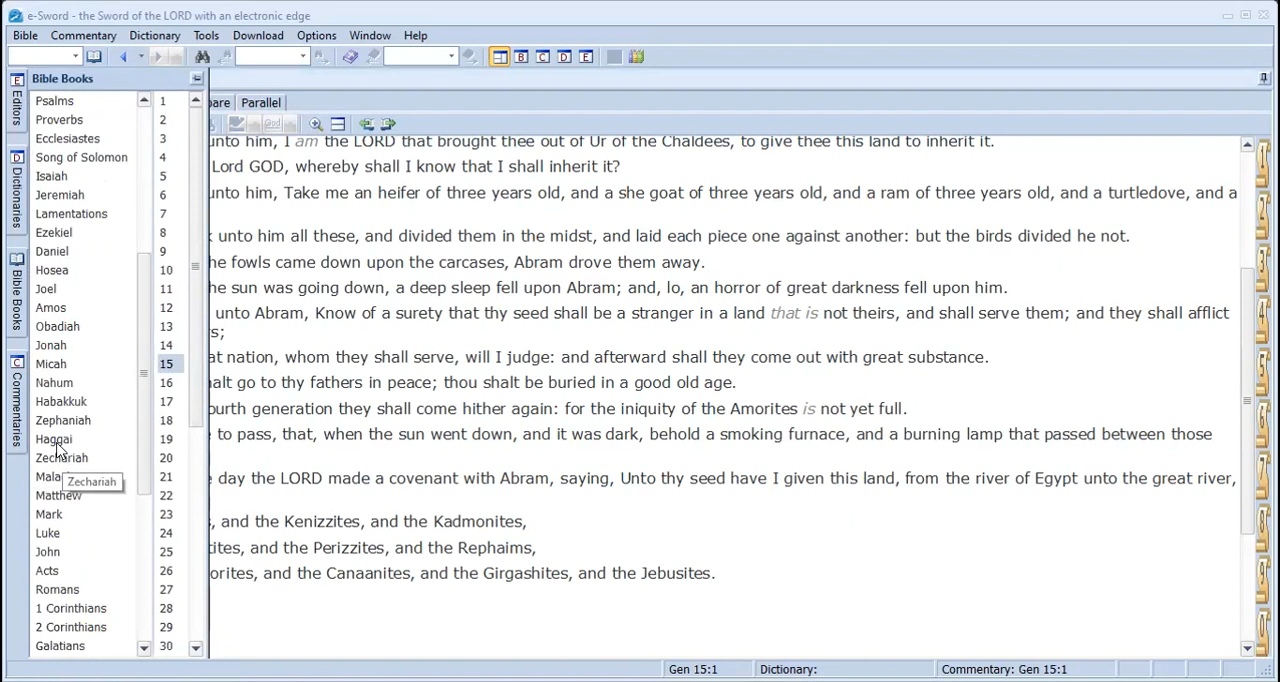 e-Sword - the Sword of the LORD with an electronic edge
Bible Commentary Dictionary Tools Download Options Window Help
B C D E
Editors
Dictionaries
Bible Books
Commentaries
Bible Books
Psalms 1
Proverbs 2
Ecclesiastes 3
Song of Solomon 4
Isaiah 5
Jeremiah 6
Lamentations 7
Ezekiel 8
Daniel 9
Hosea 10
Joel 11
Amos 12
Obadiah 13
Jonah 14
Micah 15
Nahum 16
Habakkuk 17
Zephaniah 18
Haggai 19
Zechariah 20
Mala 21
Zechariah
Matthew 22
Mark 23
Luke 24
John 25
Acts 26
Romans 27
1 Corinthians 28
2 Corinthians 29
Galatians 30
pare Parallel
unto him, I am the LORD that brought thee out of Ur of the Chaldees, to give thee this land to inherit it.
Lord GOD, whereby shall I know that I shall inherit it?
unto him, Take me an heifer of three years old, and a she goat of three years old, and a ram of three years old, and a turtledove, and a
k unto him all these, and divided them in the midst, and laid each piece one against another: but the birds divided he not.
he fowls came down upon the carcases, Abram drove them away.
he sun was going down, a deep sleep fell upon Abram; and, lo, an horror of great darkness fell upon him.
unto Abram, Know of a surety that thy seed shall be a stranger in a land that is not theirs, and shall serve them; and they shall afflict
rs;
at nation, whom they shall serve, will I judge: and afterward shall they come out with great substance.
halt go to thy fathers in peace; thou shalt be buried in a good old age.
ourth generation they shall come hither again: for the iniquity of the Amorites is not yet full.
e to pass, that, when the sun went down, and it was dark, behold a smoking furnace, and a burning lamp that passed between those
e day the LORD made a covenant with Abram, saying, Unto thy seed have I given this land, from the river of Egypt unto the great river,
s, and the Kenizzites, and the Kadmonites,
tites, and the Perizzites, and the Rephaims,
orites, and the Canaanites, and the Girgashites, and the Jebusites.
1
2
3
4
5
6
7
8
9
0
Gen 15:1 Dictionary: Commentary: Gen 15:1